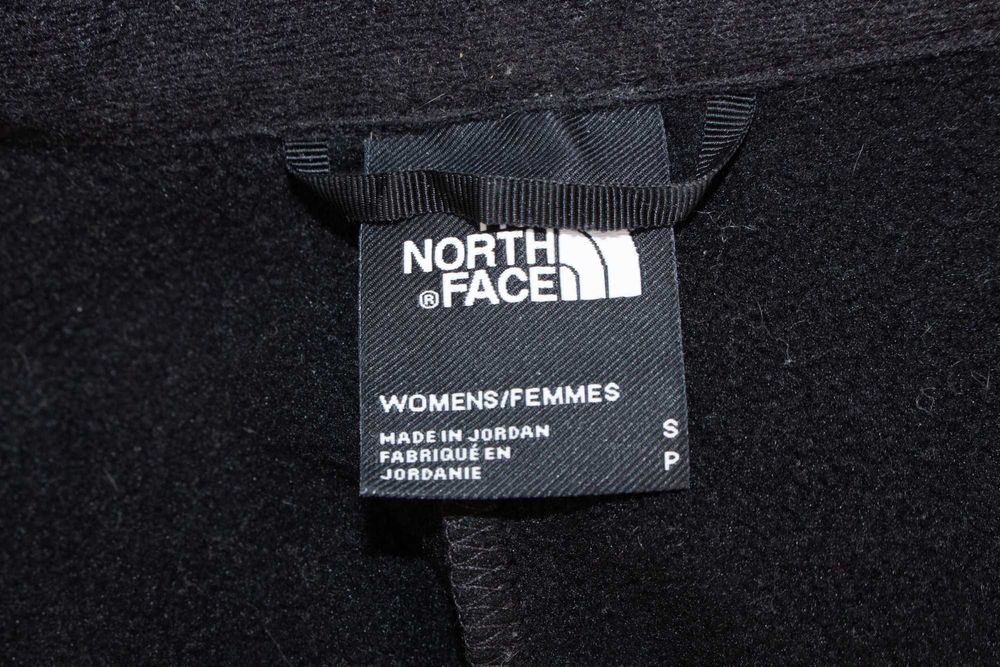 NORTH
® FACE
WOMENS/FEMMES
MADE IN JORDAN
FABRIQUÉ EN
JORDANIE
S
P